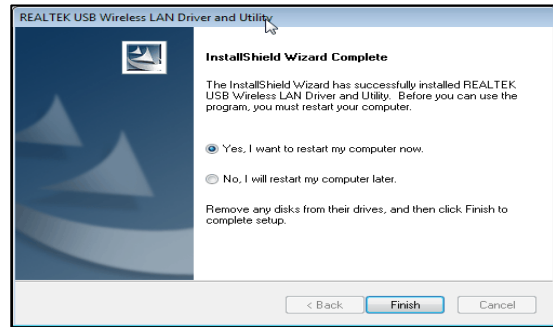 REALTEK USB Wireless LAN Driver and Utility
InstallShield Wizard Complete
The InstallShield Wizard has successfully installed REALTEK
USB Wireless LAN Driver and Utility. Before you can use the
program, you must restart your computer.
Yes, I want to restart my computer now.
No, I will restart my computer later.
Remove any disks from their drives, and then click Finish to
complete setup.
< Back
Finish
Cancel